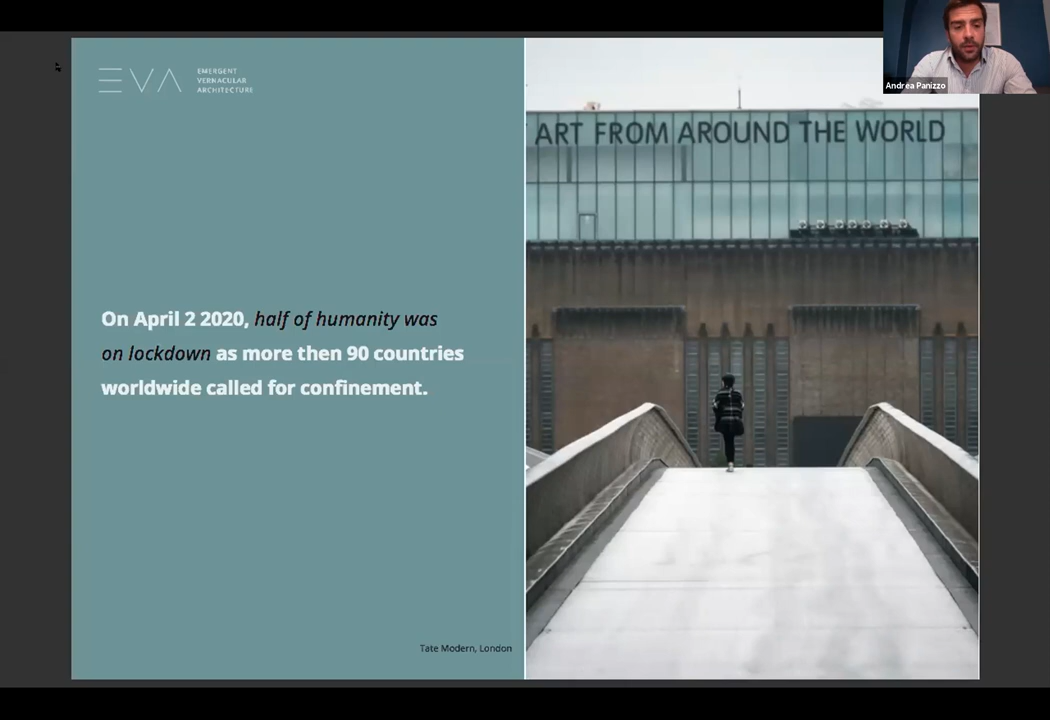 EVA
EMERGENT
VERNACULAR
ARCHITECTURE
On April 2 2020, half of humanity was
on lockdown as more then 90 countries
worldwide called for confinement.
Tate Modern, London
ART FROM AROUND THE WORLD
Andrea Panizzo